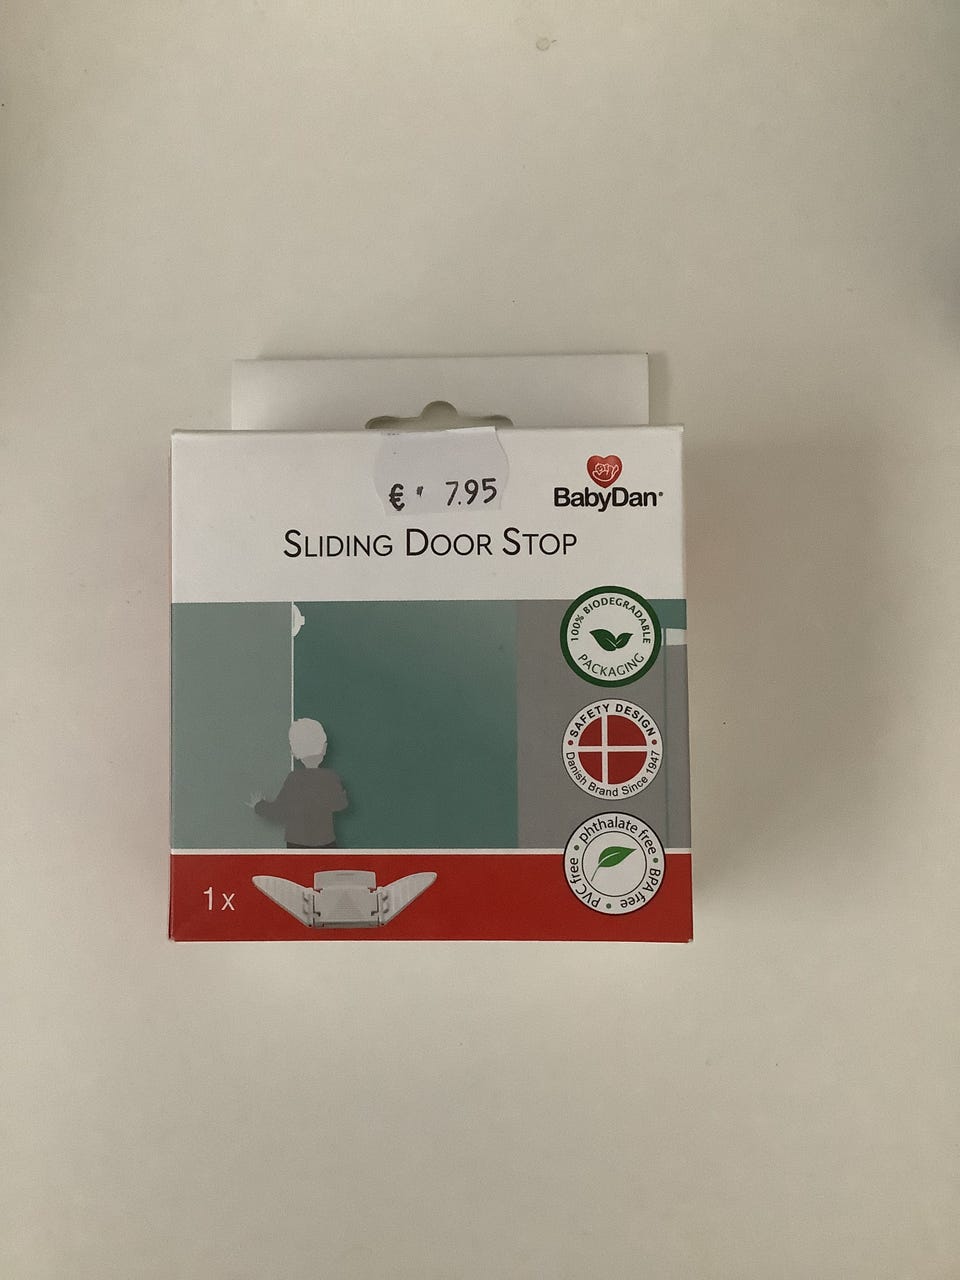 € 7.95
BabyDan®
SLIDING DOOR STOP
100% BIODEGRADABLE
PACKAGING
• SAFETY DESIGN •
Danish Brand Since 1947
• phthalate free • BPA free • PVC free
1x